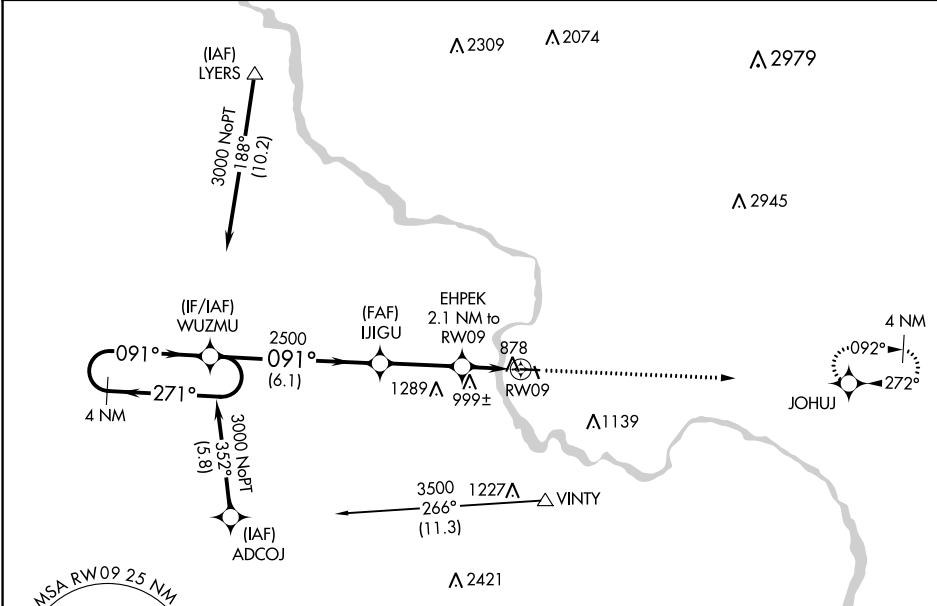 2309
2074
2979
(IAF)
LYERS
3000 NoPT
188°
(10.2)
2945
(IF/IAF)
WUZMU
(FAF)
IJIGU
EHPEK
2.1 NM to
RW09
4 NM
091°
2500
091°
(6.1)
878
092°
271°
1289
999±
RW09
272°
JOHUJ
4 NM
1139
3000 NoPT
352°
(5.8)
3500
266°
(11.3)
1227
VINTY
(IAF)
ADCOJ
MSA RW09 25 NM
2421